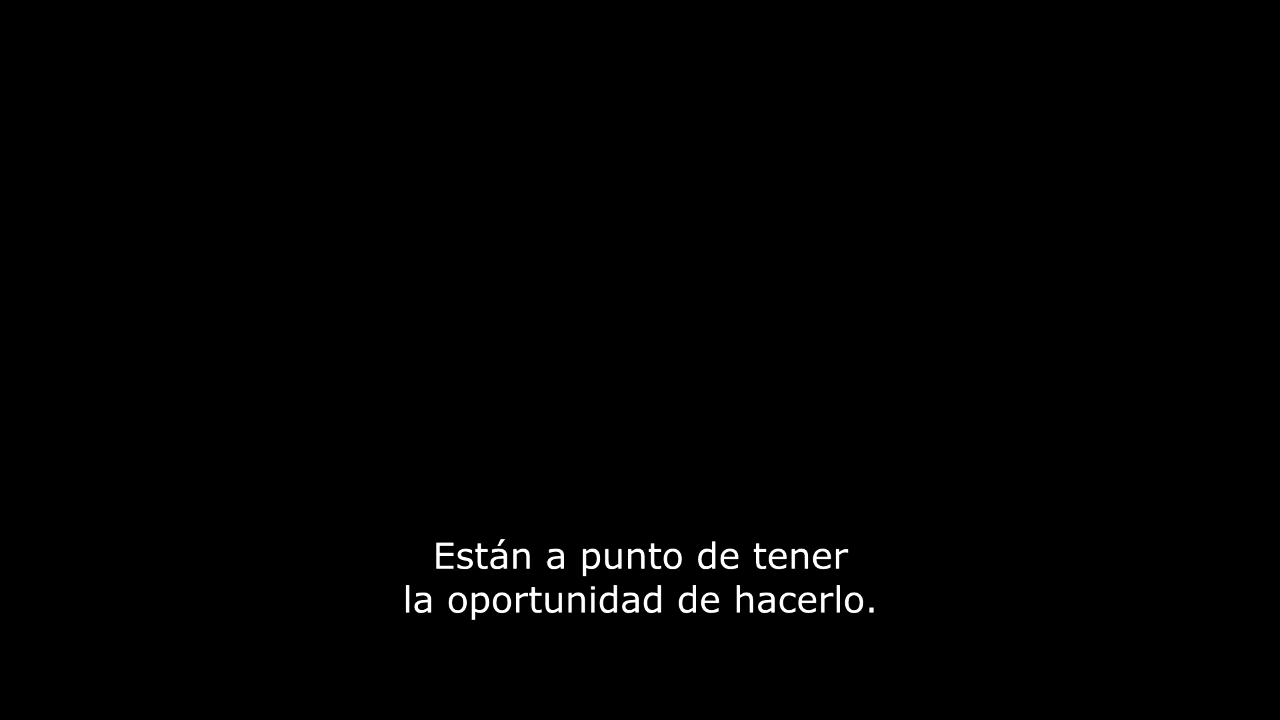 Están a punto de tener
la oportunidad de hacerlo.